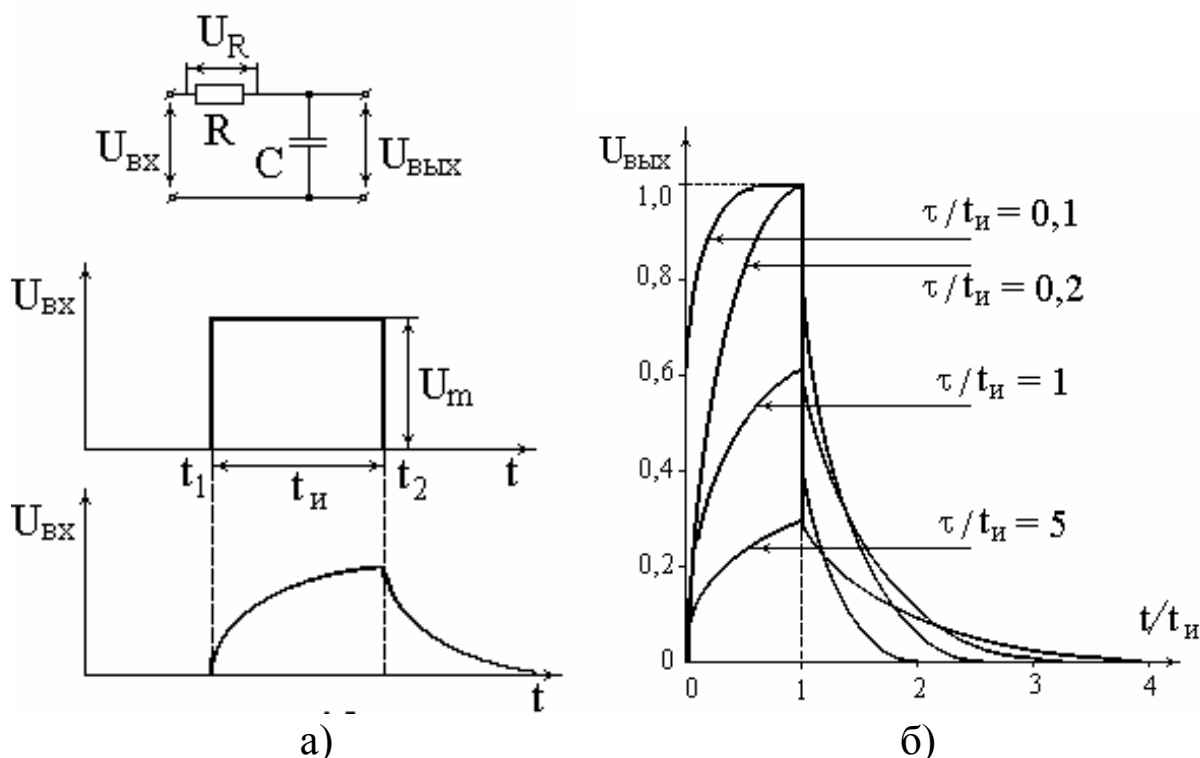 U_R
R
U_вх
C
U_вых
U_вх
U_m
t_1
t_и
t_2
t
U_вх
t
а)
U_вых
1,0
0,8
0,6
0,4
0,2
0
τ/t_и = 0,1
τ/t_и = 0,2
τ/t_и = 1
τ/t_и = 5
t/t_и
0 1 2 3 4
б)